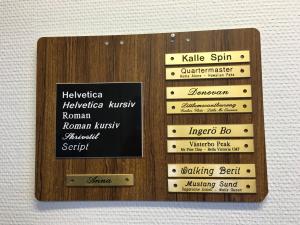 Helvetica
Helvetica kursiv
Roman
Roman kursiv
Skrivstil
Script
Anna
Kalle Spin
Quartermaster
Donovan
Ingerö Bo
Västerbo Peak
Walking Berit
Mustang Sund